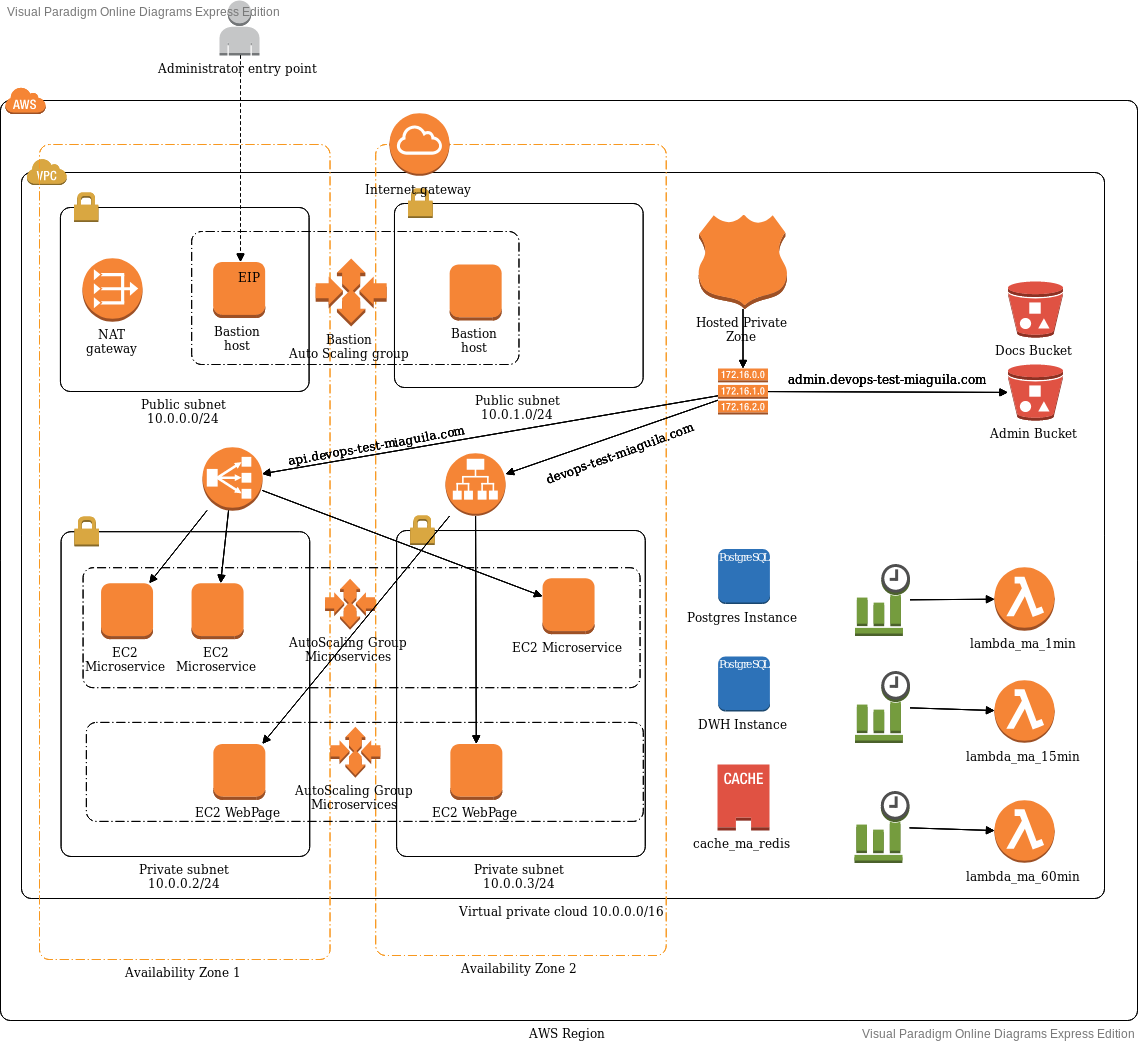 Visual Paradigm Online Diagrams Express Edition
Administrator entry point
AWS
VPC
Internet gateway
EIP
NAT
gateway
Bastion
host
Bastion
Auto Scaling group
Bastion
host
Hosted Private
Zone
Docs Bucket
172.16.0.0
172.16.1.0
172.16.2.0
admin.devops-test-miaguila.com
Admin Bucket
Public subnet
10.0.0.0/24
Public subnet
10.0.1.0/24
api.devops-test-miaguila.com
devops-test-miaguila.com
EC2
Microservice
EC2
Microservice
AutoScaling Group
Microservices
EC2 Microservice
PostgreSQL
Postgres Instance
lambda_ma_1min
PostgreSQL
DWH Instance
lambda_ma_15min
EC2 WebPage
AutoScaling Group
Microservices
EC2 WebPage
CACHE
cache_ma_redis
lambda_ma_60min
Private subnet
10.0.0.2/24
Private subnet
10.0.0.3/24
Virtual private cloud 10.0.0.0/16
Availability Zone 1
Availability Zone 2
AWS Region
Visual Paradigm Online Diagrams Express Edition